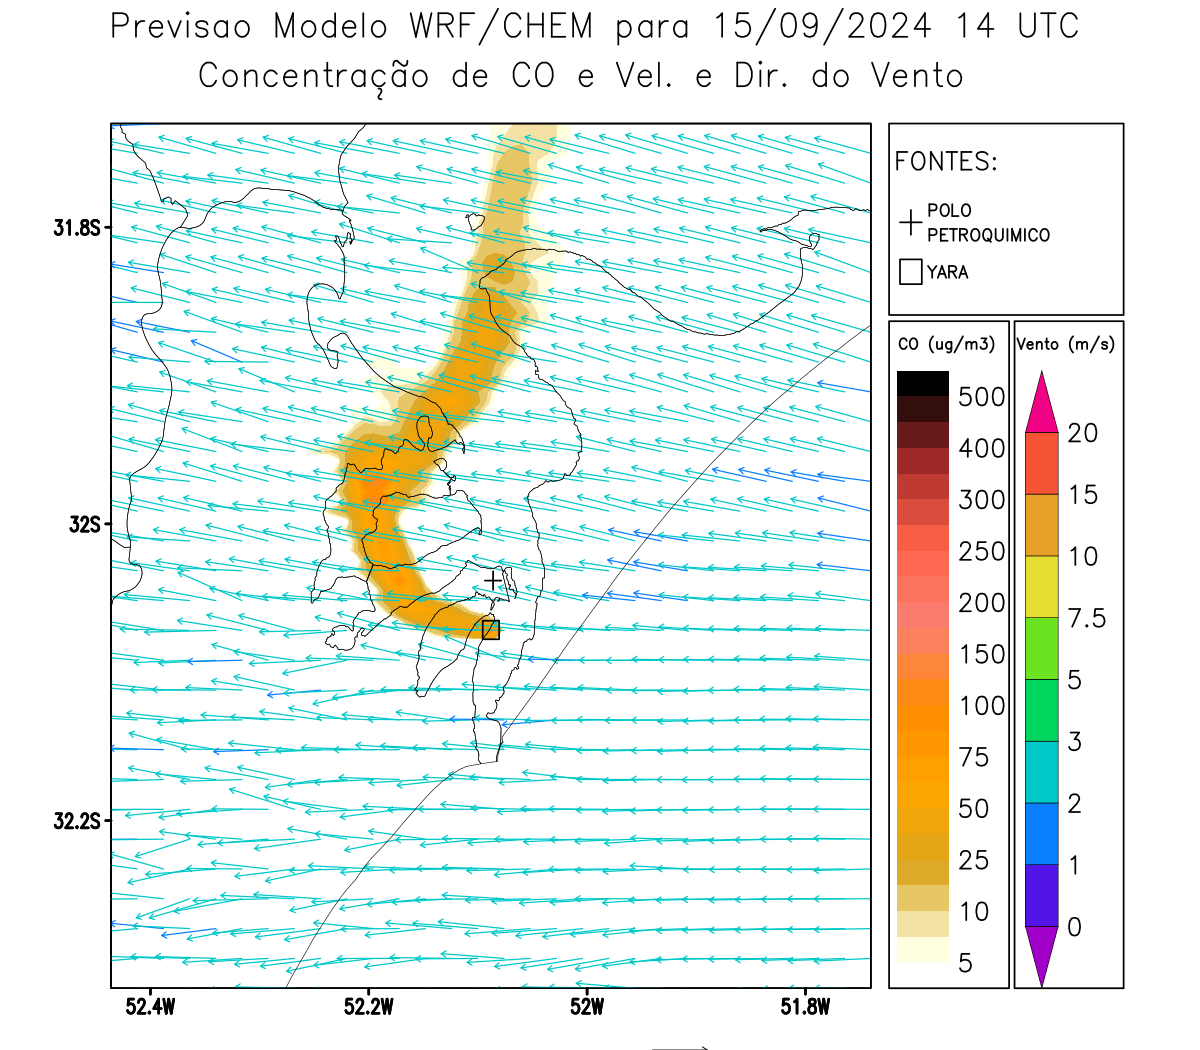 Previsao Modelo WRF/CHEM para 15/09/2024 14 UTC
Concentração de CO e Vel. e Dir. do Vento
FONTES:
POLO
PETROQUIMICO
YARA
CO (ug/m3)
500
400
300
250
200
150
100
75
50
25
10
5
Vento (m/s)
20
15
10
7.5
5
3
2
1
0
31.8S
32S
32.2S
52.4W
52.2W
52W
51.8W